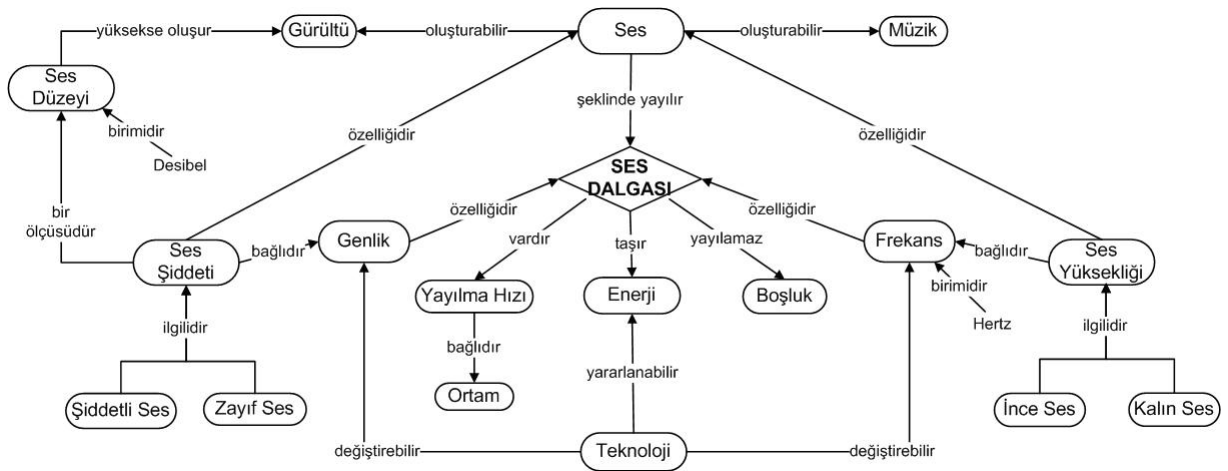 yüksekse oluşur
Gürültü
oluşturabilir
Ses
oluşturabilir
Müzik
Ses
Düzeyi
şeklinde yayılır
birimidir
Desibel
özelliğidir
özelliğidir
SES
DALGASI
bir
ölçüsüdür
özelliğidir
özelliğidir
Ses
Şiddeti
bağlıdır
Genlik
vardır
taşır
yayılamaz
Frekans
bağlıdır
Ses
Yüksekliği
Yayılma Hızı
Enerji
Boşluk
birimidir
Hertz
ilgilidir
ilgilidir
bağlıdır
yararlanabilir
Şiddetli Ses
Zayıf Ses
Ortam
İnce Ses
Kalın Ses
değiştirebilir
Teknoloji
değiştirebilir